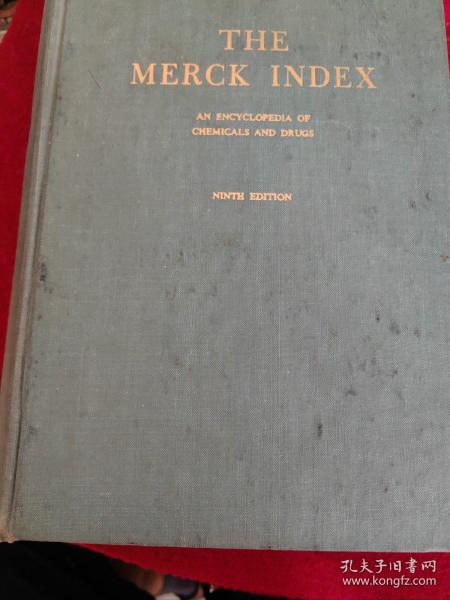 THE
MERCK INDEX
AN ENCYCLOPEDIA OF
CHEMICALS AND DRUGS
NINTH EDITION
孔夫子旧书网
www.kongfz.com